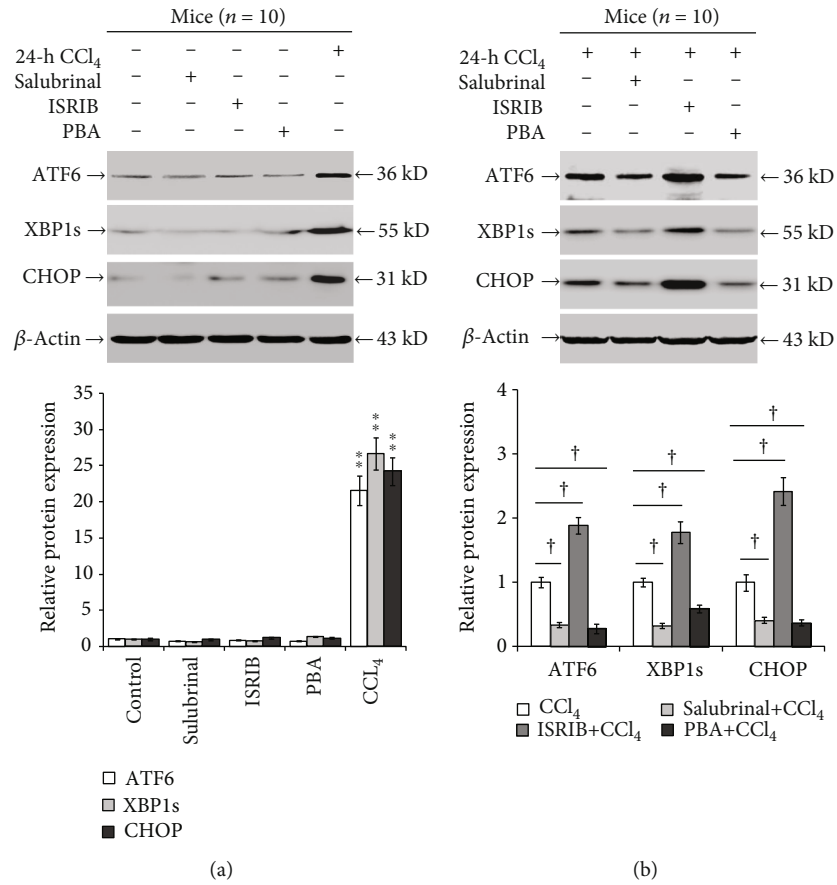 Mice (n = 10)
24-h CCl4 – – – – +
Salubrinal – + – – –
ISRIB – – + – –
PBA – – – + –
ATF6 → ← 36 kD
XBP1s → ← 55 kD
CHOP → ← 31 kD
β-Actin → ← 43 kD
Relative protein expression
35
30
25
20
15
10
5
0
** ** **
Control
Sulubrinal
ISRIB
PBA
CCL4
ATF6
XBP1s
CHOP
(a)
Mice (n = 10)
24-h CCl4 + + + +
Salubrinal – + – –
ISRIB – – + –
PBA – – – +
ATF6 → ← 36 kD
XBP1s → ← 55 kD
CHOP → ← 31 kD
β-Actin → ← 43 kD
Relative protein expression
4
3
2
1
0
† † †
† † †
† † †
ATF6 XBP1s CHOP
CCl4 Salubrinal+CCl4
ISRIB+CCl4 PBA+CCl4
(b)